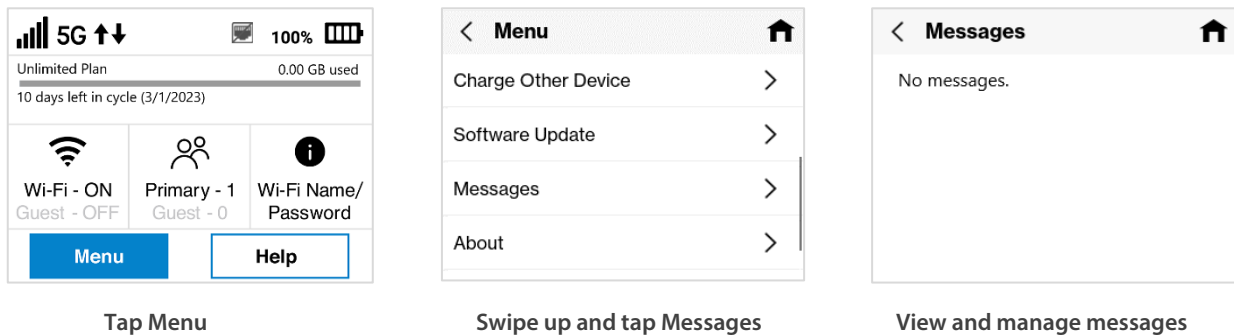 5G 100%
Unlimited Plan 0.00 GB used
10 days left in cycle (3/1/2023)
Wi-Fi - ON
Guest - OFF
Primary - 1
Guest - 0
Wi-Fi Name/
Password
Menu Help
Tap Menu
Menu
Charge Other Device
Software Update
Messages
About
Swipe up and tap Messages
Messages
No messages.
View and manage messages